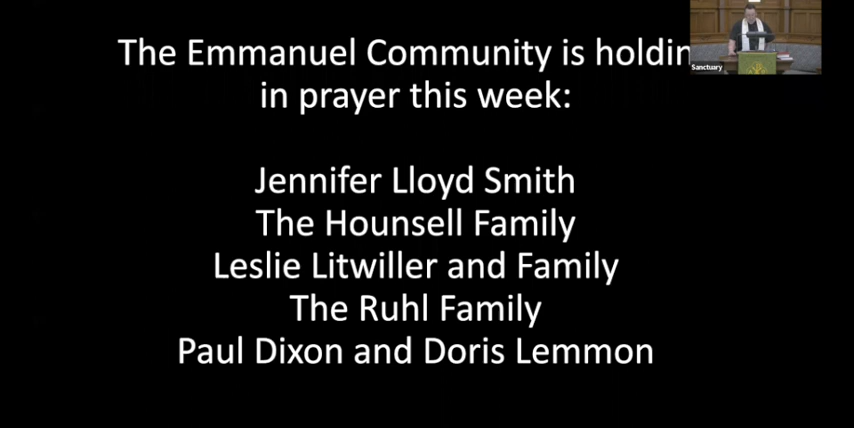 The Emmanuel Community is holdin
in prayer this week:
Jennifer Lloyd Smith
The Hounsell Family
Leslie Litwiller and Family
The Ruhl Family
Paul Dixon and Doris Lemmon
Sanctuary